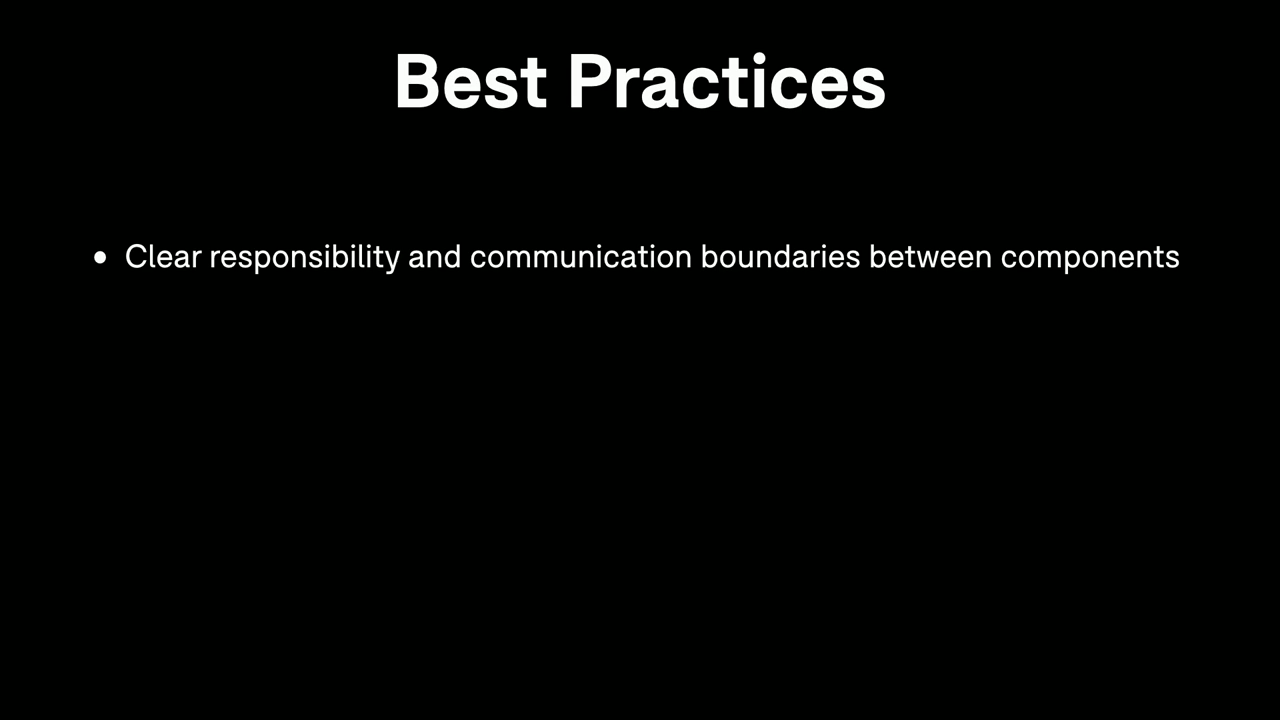 Best Practices
• Clear responsibility and communication boundaries between components